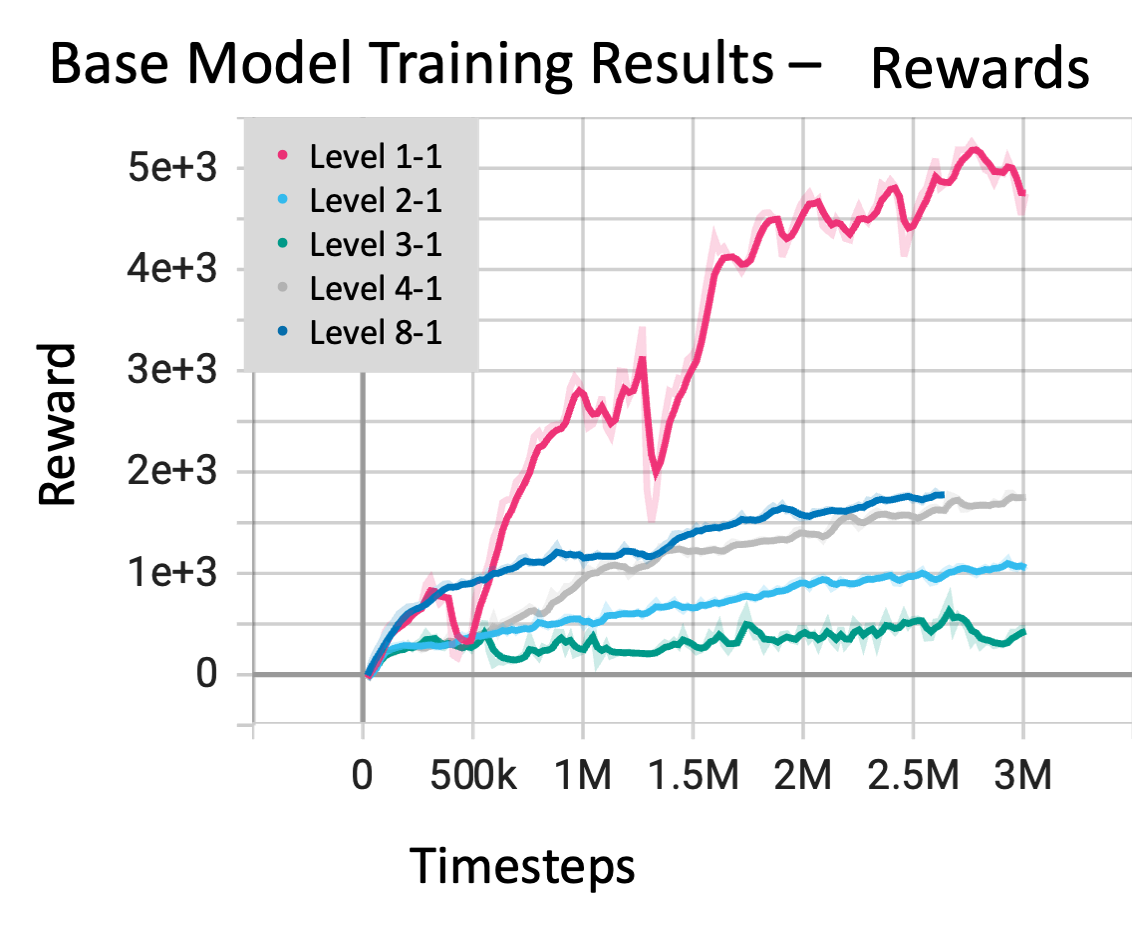 Base Model Training Results – Rewards
Level 1-1
Level 2-1
Level 3-1
Level 4-1
Level 8-1
5e+3
4e+3
3e+3
2e+3
1e+3
0
Reward
0 500k 1M 1.5M 2M 2.5M 3M
Timesteps